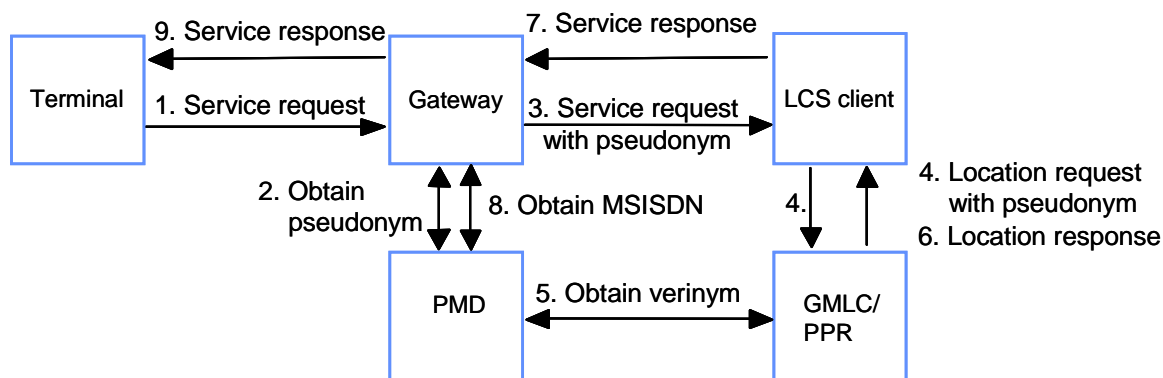 9. Service response
7. Service response
Terminal
Gateway
LCS client
1. Service request
3. Service request
with pseudonym
2. Obtain
pseudonym
8. Obtain MSISDN
4.
4. Location request
with pseudonym
6. Location response
PMD
5. Obtain verinym
GMLC/
PPR